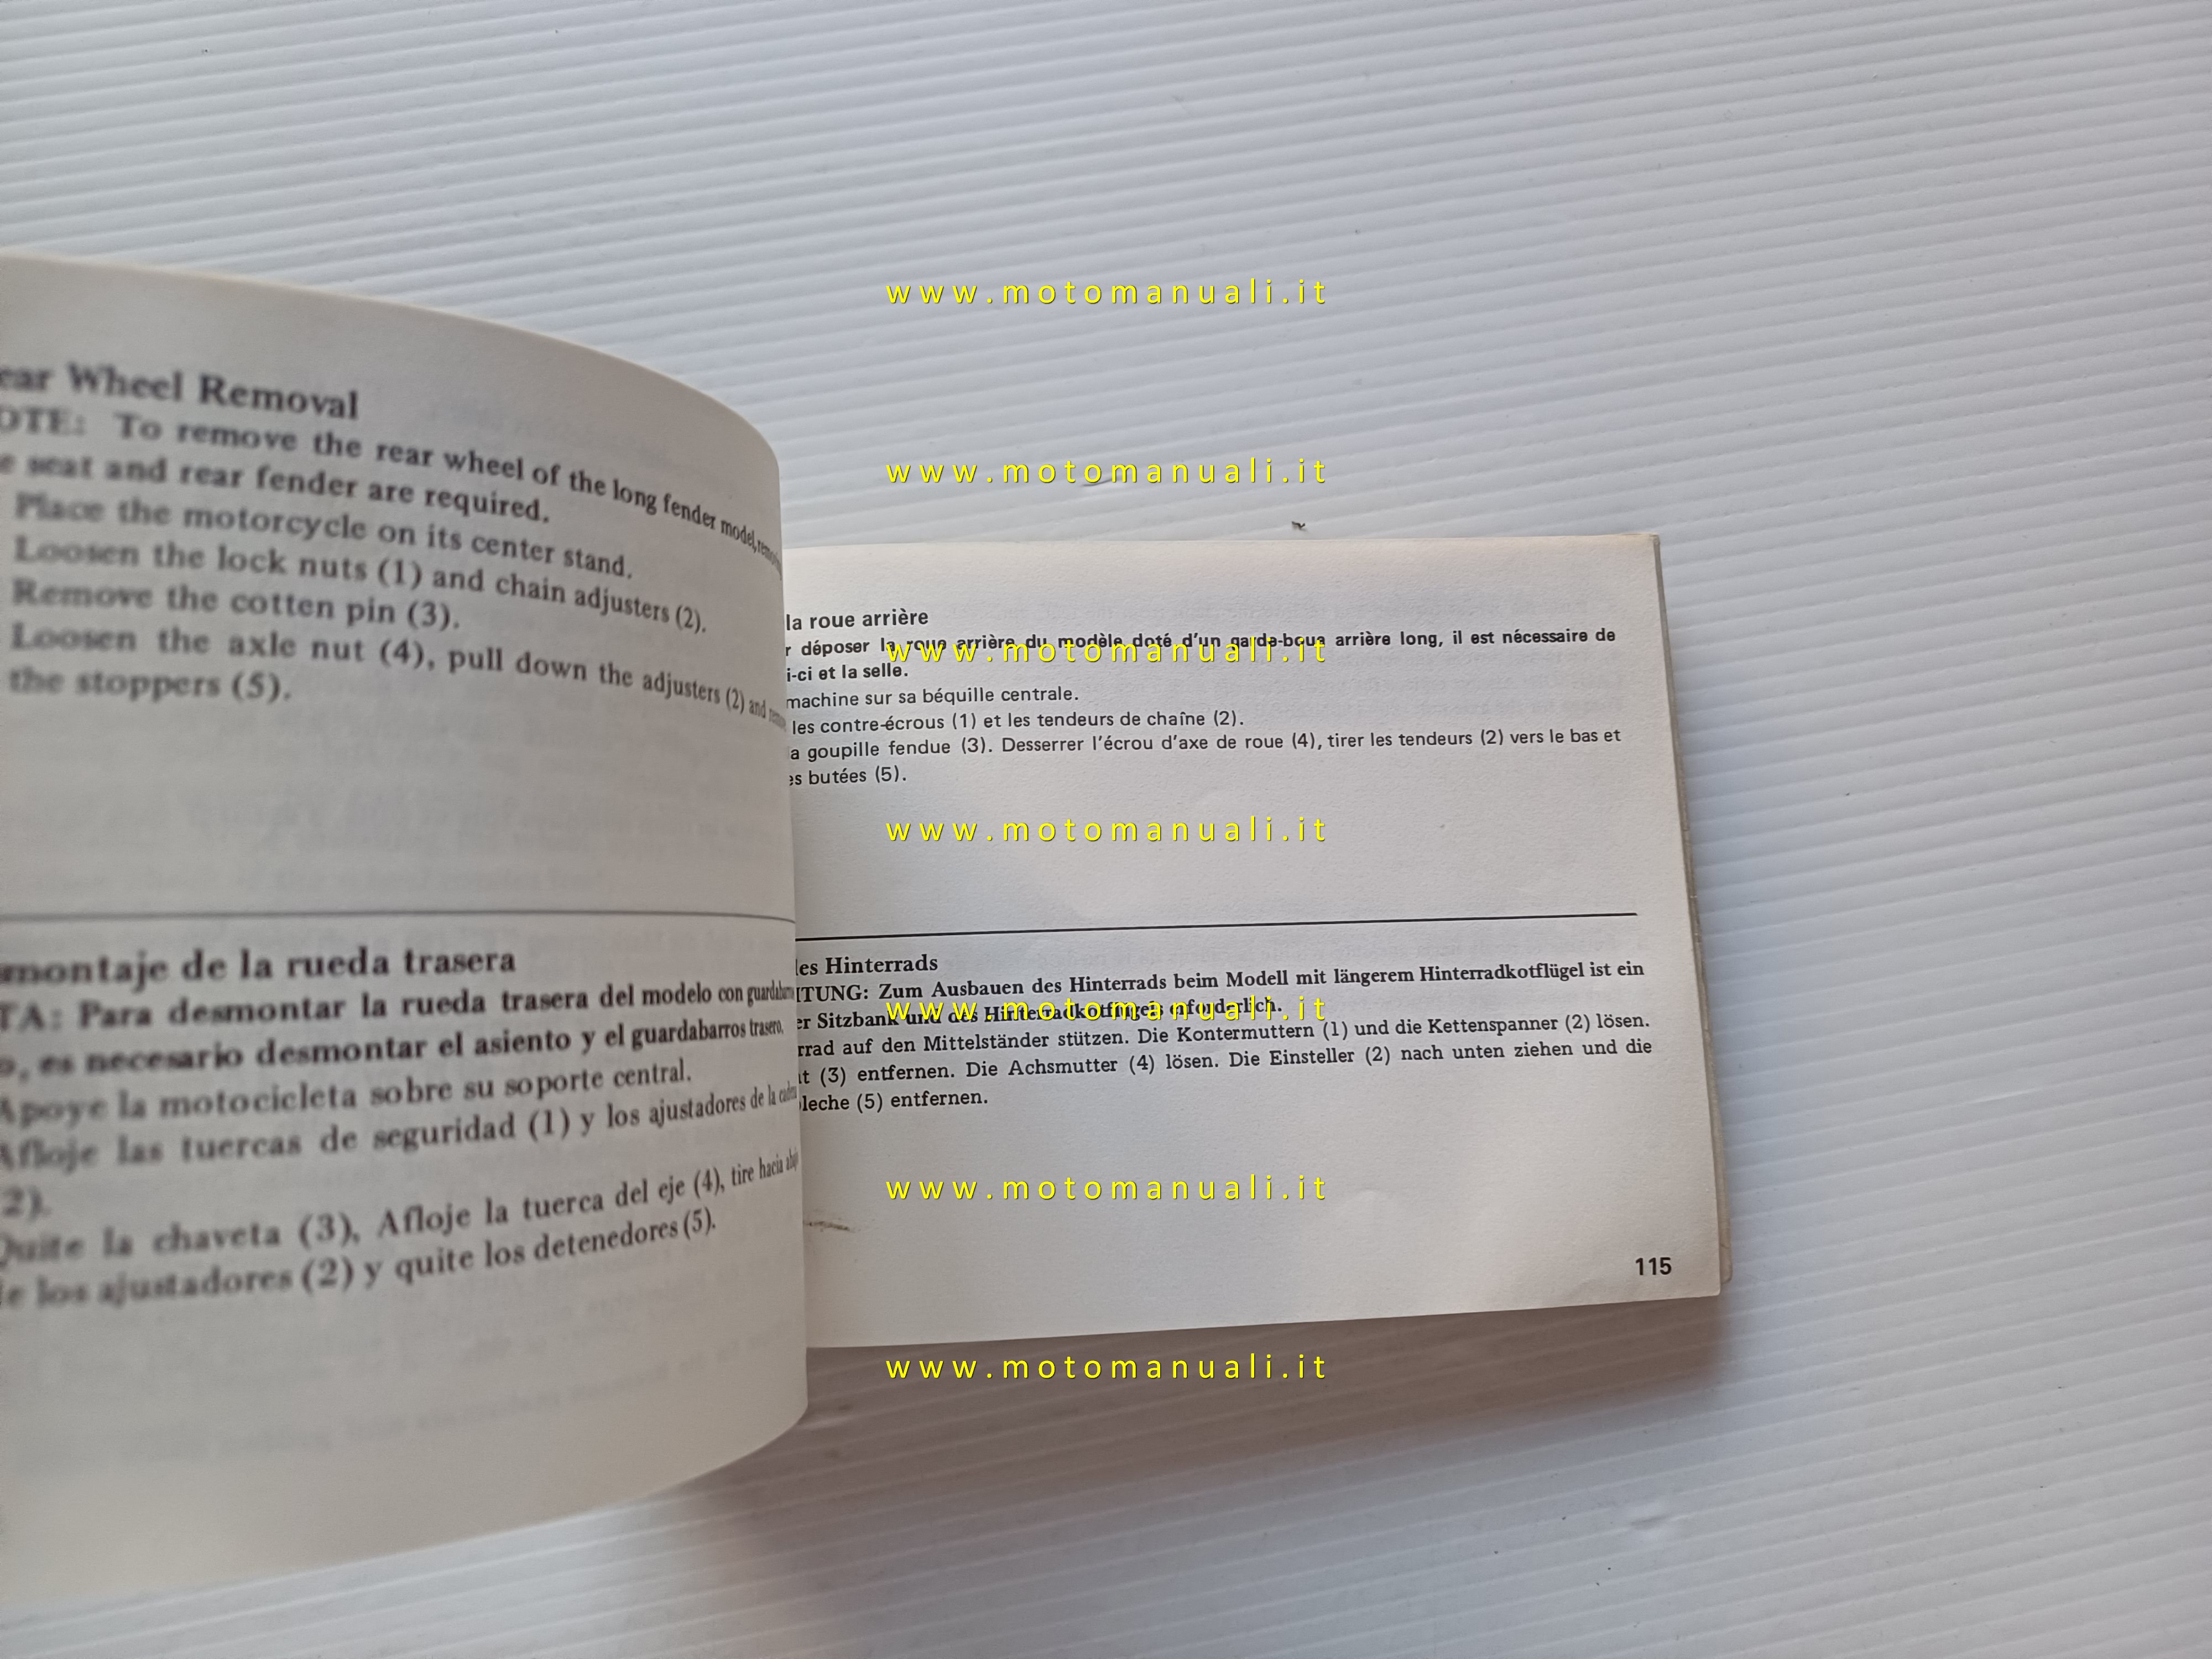 ear Wheel Removal
OTE: To remove the rear wheel of the long fender model,
e seat and rear fender are required.
Place the motorcycle on its center stand.
Loosen the lock nuts (1) and chain adjusters (2).
Remove the cotten pin (3).
Loosen the axle nut (4), pull down the adjusters (2) and
the stoppers (5).
montaje de la rueda trasera
TA: Para desmontar la rueda trasera del modelo con
o, es necesario desmontar el asiento y el guardabarros trasero.
Apoye la motocicleta sobre su soporte central.
Afloje las tuercas de seguridad (1) y los ajustadores de la
2).
Quite la chaveta (3), Afloje la tuerca del eje (4), tire hacia
de los ajustadores (2) y quite los detenedores (5).
la roue arrière
r déposer la roue arrière du modèle doté d'un garde-boue arrière long, il est nécessaire de
i-ci et la selle.
machine sur sa béquille centrale.
les contre-écrous (1) et les tendeurs de chaîne (2).
a goupille fendue (3). Desserrer l'écrou d'axe de roue (4), tirer les tendeurs (2) vers le bas et
es butées (5).
les Hinterrads
TUNG: Zum Ausbauen des Hinterrads beim Modell mit längerem Hinterradkotflügel ist ein
er Sitzbank und des Hinterradkotflügels erforderlich.
rrad auf den Mittelständer stützen. Die Kontermuttern (1) und die Kettenspanner (2) lösen.
t (3) entfernen. Die Achsmutter (4) lösen. Die Einsteller (2) nach unten ziehen und die
leche (5) entfernen.
115
www.motomanuali.it
www.motomanuali.it
www.motomanuali.it
www.motomanuali.it
www.motomanuali.it
www.motomanuali.it
www.motomanuali.it